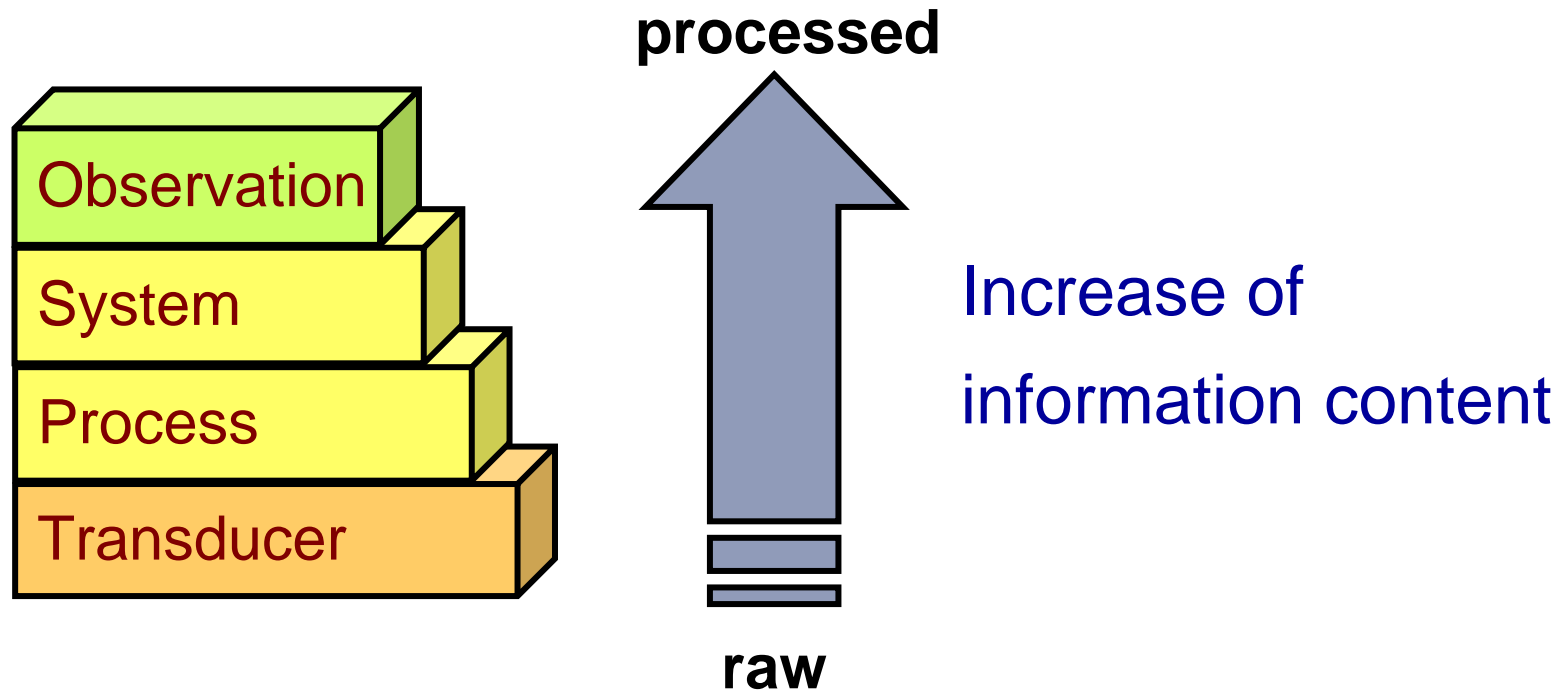 processed
Observation
System
Process
Transducer
Increase of
information content
raw